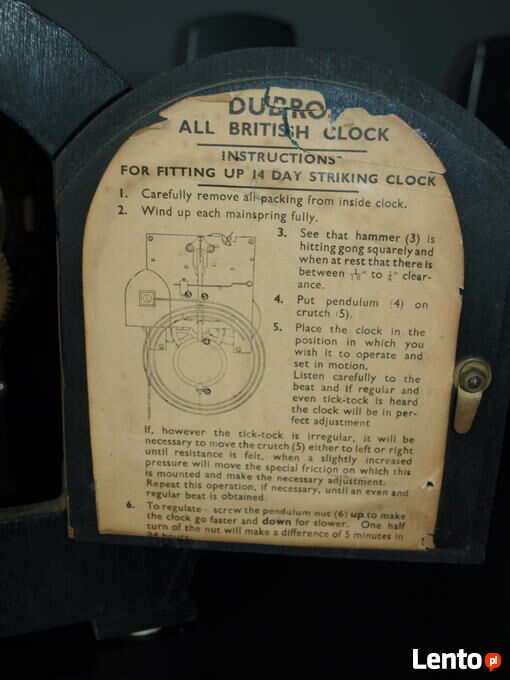 DUBRO
ALL BRITISH CLOCK
INSTRUCTIONS
FOR FITTING UP 14 DAY STRIKING CLOCK
1. Carefully remove all packing from inside clock.
2. Wind up each mainspring fully.
3. See that hammer (3) is
hitting gong squarely and
when at rest that there is
between 1/16" to 1/8" clear-
ance.
4. Put pendulum (4) on
crutch (5).
5. Place the clock in the
position in which you
wish it to operate and
set in motion.
Listen carefully to the
beat and if regular and
even tick-tock is heard
the clock will be in per-
fect adjustment
If, however the tick-tock is irregular, it will be
necessary to move the crutch (5) either to left or right
until resistance is felt, when a slightly increased
pressure will move the special friction on which this
is mounted and make the necessary adjustment.
Repeat this operation, if necessary, until an even and
regular beat is obtained.
6. To regulate - screw the pendulum nut (6) up to make
the clock go faster and down for slower. One half
turn of the nut will make a difference of 5 minutes in
24 hours.
Lento pl